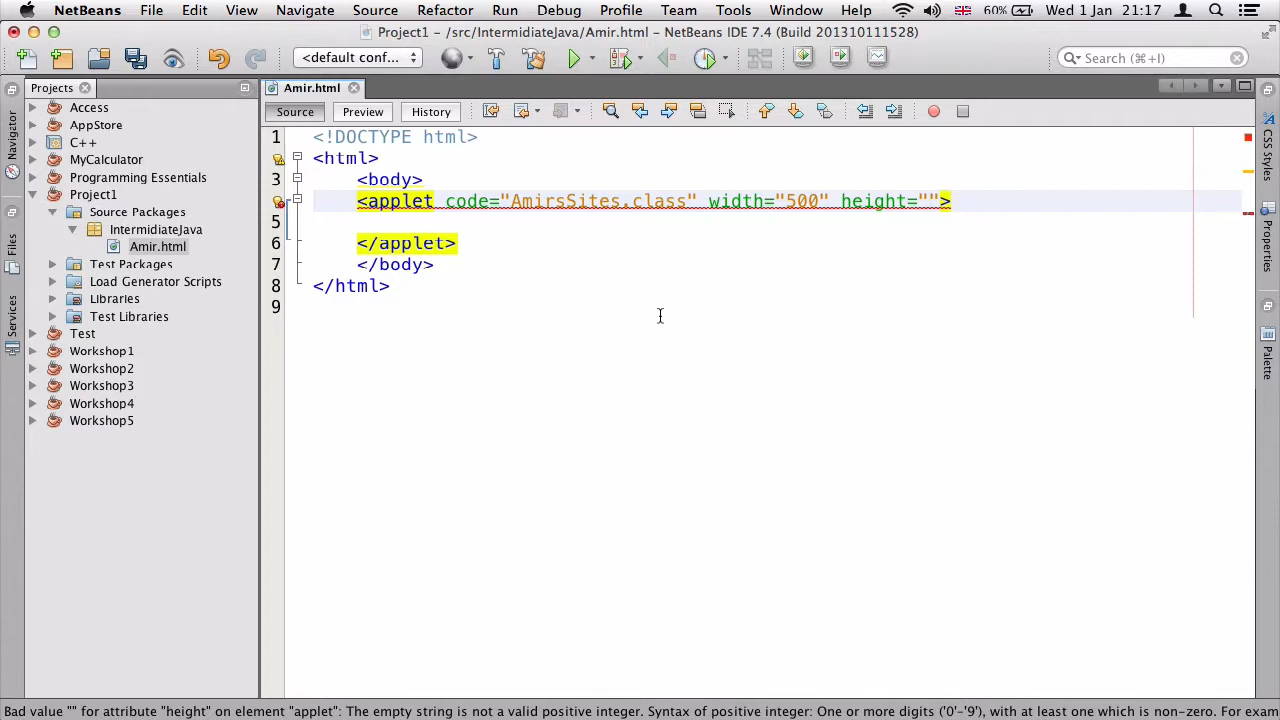 NetBeans File Edit View Navigate Source Refactor Run Debug Profile Team Tools Window Help 60% Wed 1 Jan 21:17
Project1 – /src/IntermidiateJava/Amir.html – NetBeans IDE 7.4 (Build 201310111528)
<default conf... Search (⌘+I)
Projects
Amir.html
Source Preview History
Navigator
Files
Services
Access
AppStore
C++
MyCalculator
Programming Essentials
Project1
Source Packages
IntermidiateJava
Amir.html
Test Packages
Load Generator Scripts
Libraries
Test Libraries
Test
Workshop1
Workshop2
Workshop3
Workshop4
Workshop5
1 <!DOCTYPE html>
<html>
3 <body>
<applet code="AmirsSites.class" width="500" height="">
5
6 </applet>
7 </body>
8 </html>
9
CSS Styles
Properties
Palette
Bad value "" for attribute "height" on element "applet": The empty string is not a valid positive integer. Syntax of positive integer: One or more digits ('0'-'9'), with at least one which is non-zero. For exam